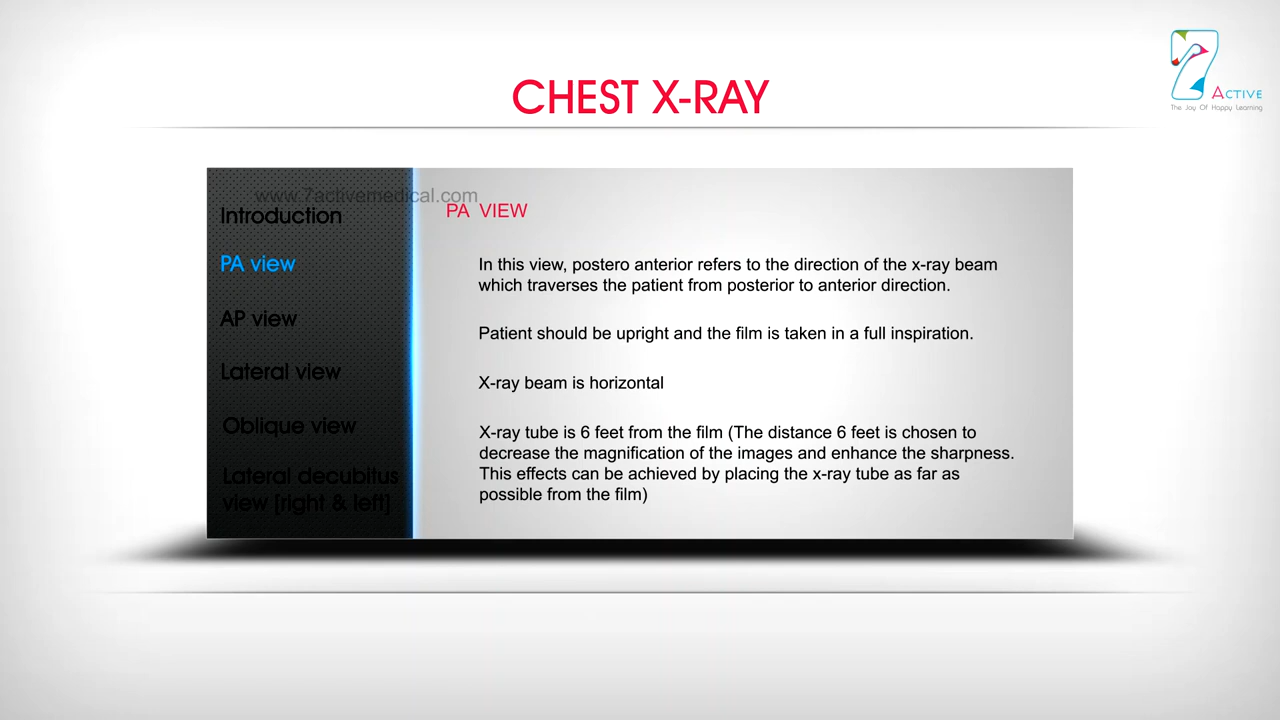 7
ACTIVE
The Joy Of Happy Learning
CHEST X-RAY
www.7activemedical.com
Introduction
PA view
AP view
Lateral view
Oblique view
Lateral decubitus
view [right & left]
PA VIEW
In this view, postero anterior refers to the direction of the x-ray beam
which traverses the patient from posterior to anterior direction.
Patient should be upright and the film is taken in a full inspiration.
X-ray beam is horizontal
X-ray tube is 6 feet from the film (The distance 6 feet is chosen to
decrease the magnification of the images and enhance the sharpness.
This effects can be achieved by placing the x-ray tube as far as
possible from the film)